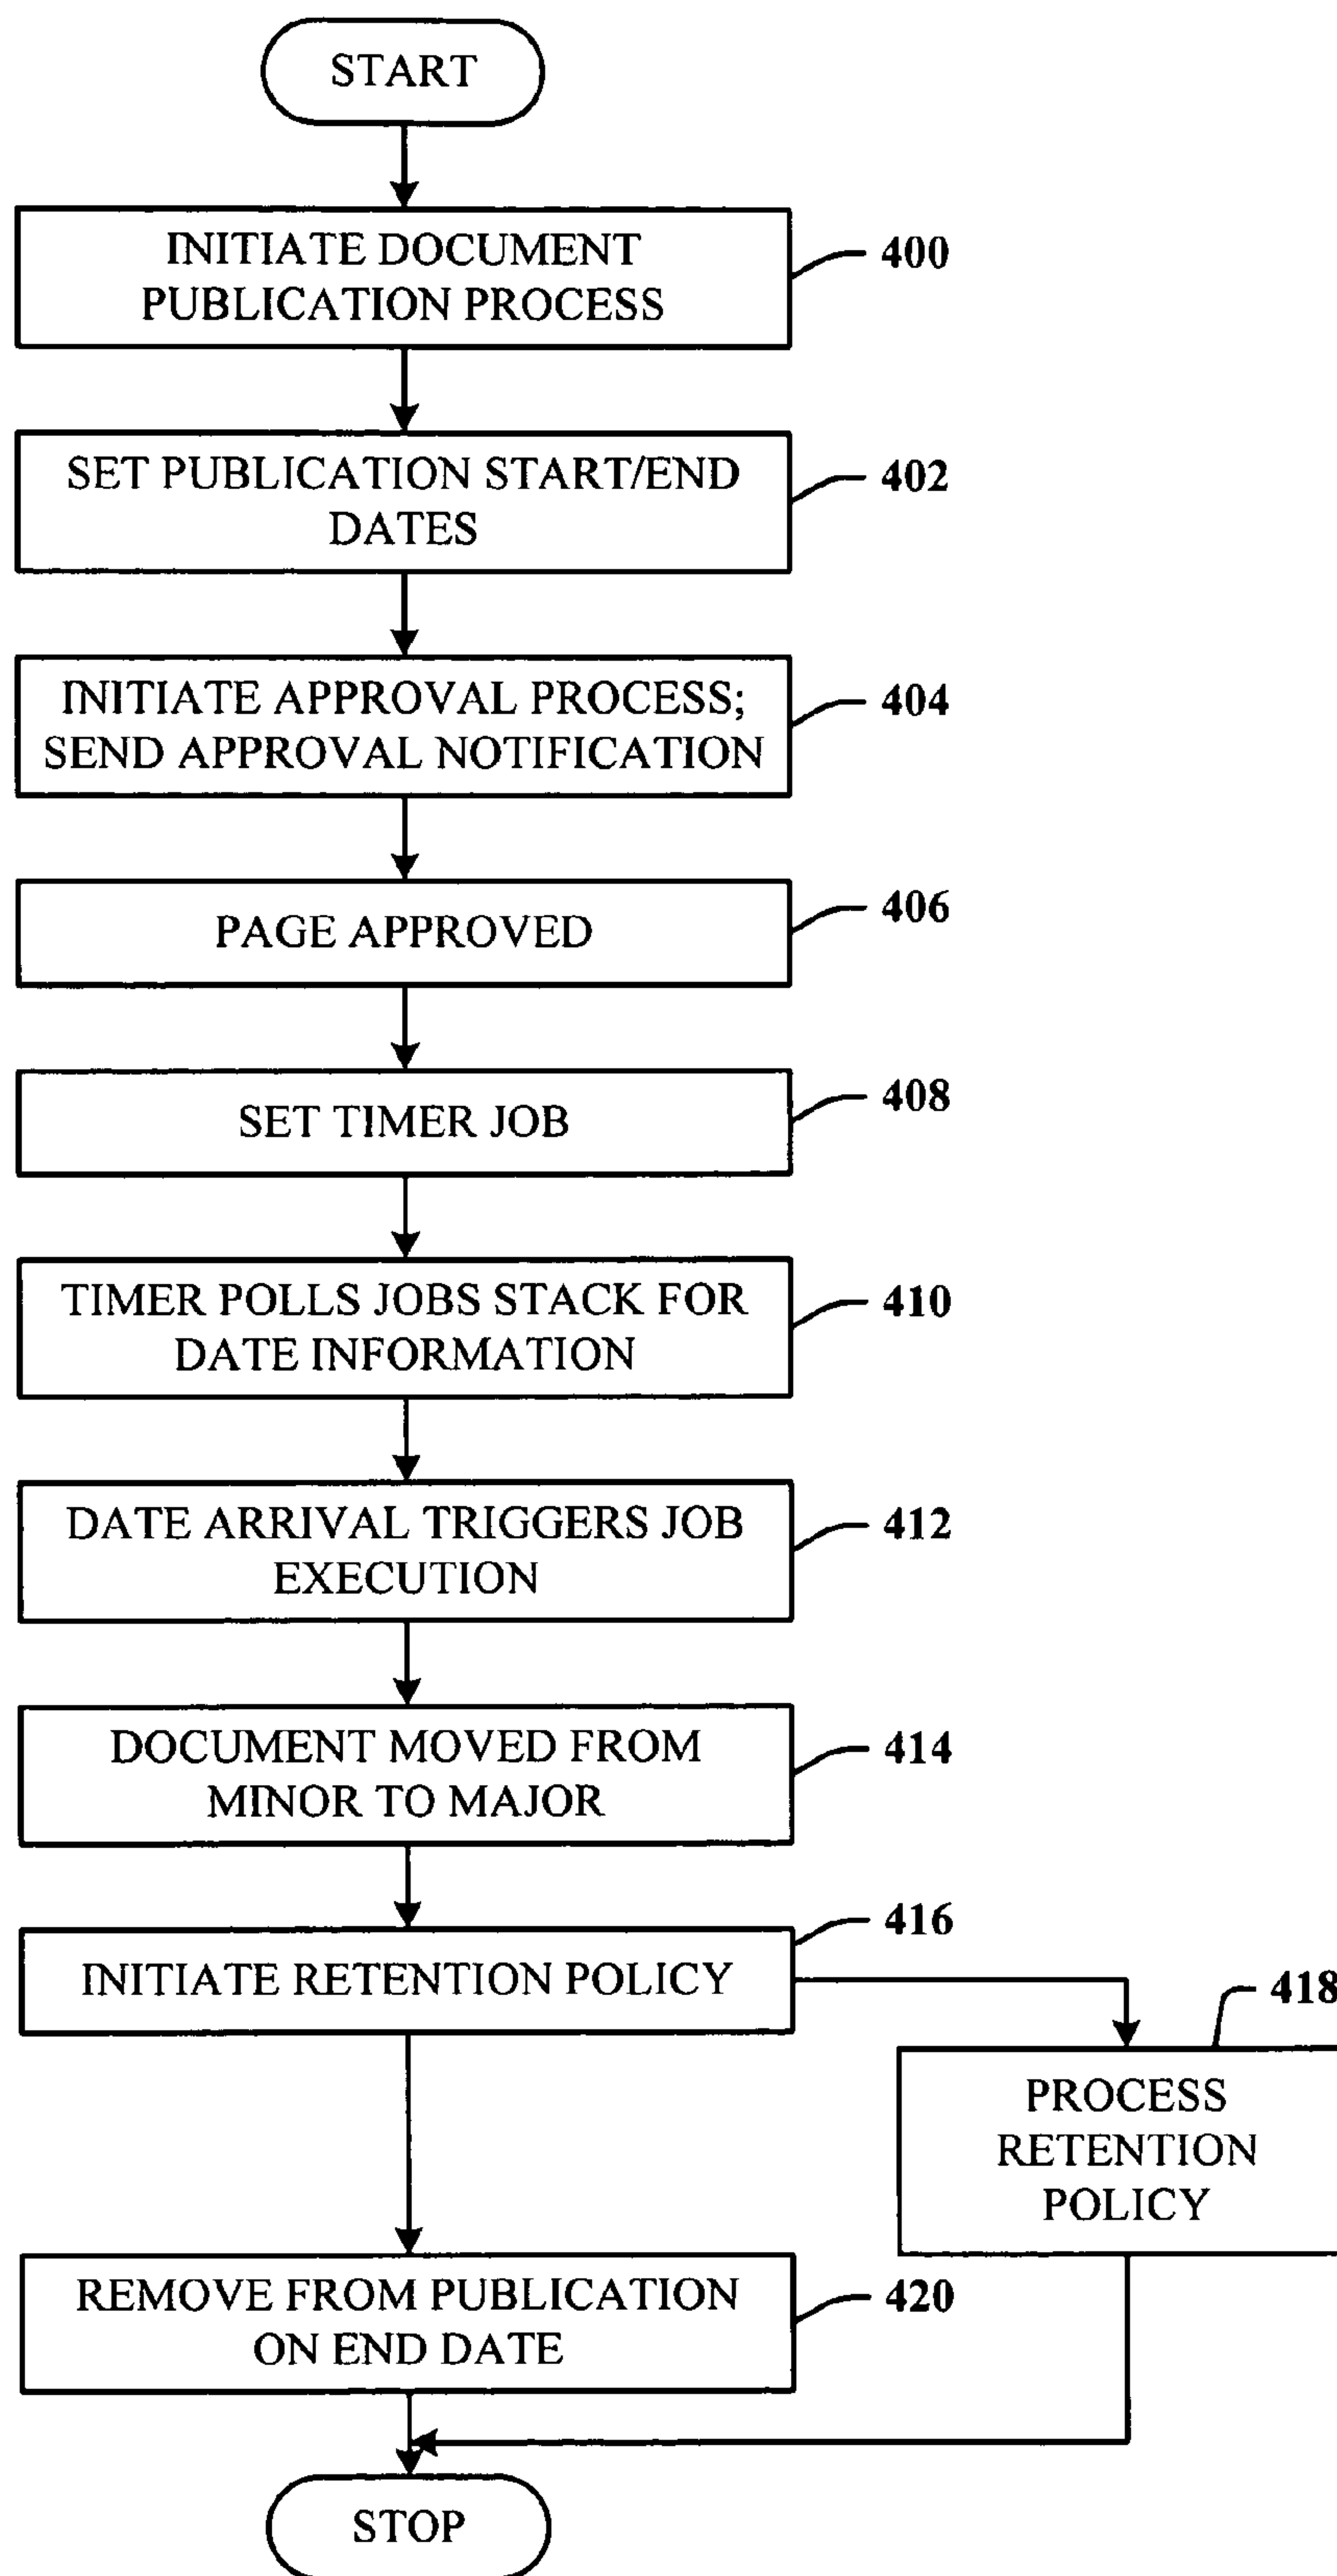 START
INITIATE DOCUMENT
PUBLICATION PROCESS
400
SET PUBLICATION START/END
DATES
402
INITIATE APPROVAL PROCESS;
SEND APPROVAL NOTIFICATION
404
PAGE APPROVED
406
SET TIMER JOB
408
TIMER POLLS JOBS STACK FOR
DATE INFORMATION
410
DATE ARRIVAL TRIGGERS JOB
EXECUTION
412
DOCUMENT MOVED FROM
MINOR TO MAJOR
414
INITIATE RETENTION POLICY
416
418
PROCESS
RETENTION
POLICY
REMOVE FROM PUBLICATION
ON END DATE
420
STOP